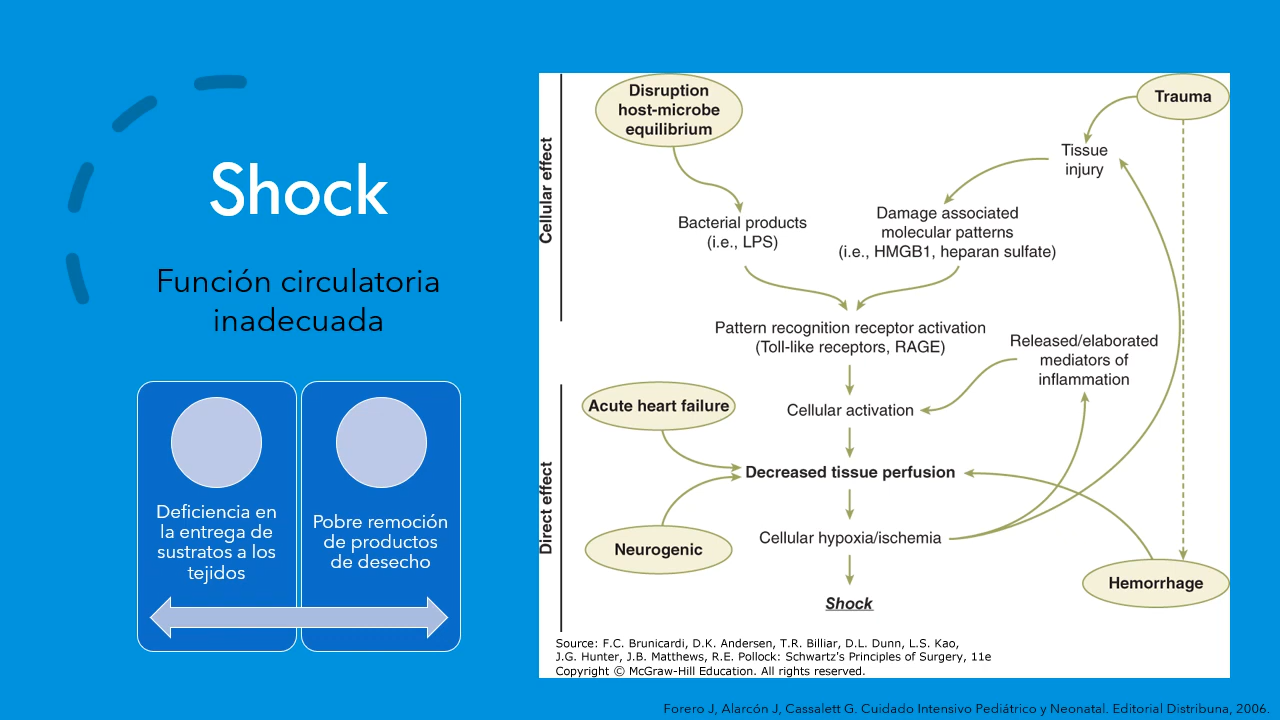 Shock
Función circulatoria
inadecuada
Deficiencia en
la entrega de
sustratos a los
tejidos
Pobre remoción
de productos
de desecho
Cellular effect
Direct effect
Disruption
host-microbe
equilibrium
Trauma
Tissue
injury
Bacterial products
(i.e., LPS)
Damage associated
molecular patterns
(i.e., HMGB1, heparan sulfate)
Pattern recognition receptor activation
(Toll-like receptors, RAGE)
Released/elaborated
mediators of
inflammation
Acute heart failure
Cellular activation
Decreased tissue perfusion
Neurogenic
Cellular hypoxia/ischemia
Hemorrhage
Shock
Source: F.C. Brunicardi, D.K. Andersen, T.R. Billiar, D.L. Dunn, L.S. Kao,
J.G. Hunter, J.B. Matthews, R.E. Pollock: Schwartz's Principles of Surgery, 11e
Copyright © McGraw-Hill Education. All rights reserved.
Forero J, Alarcón J, Cassalett G. Cuidado Intensivo Pediátrico y Neonatal. Editorial Distribuna, 2006.